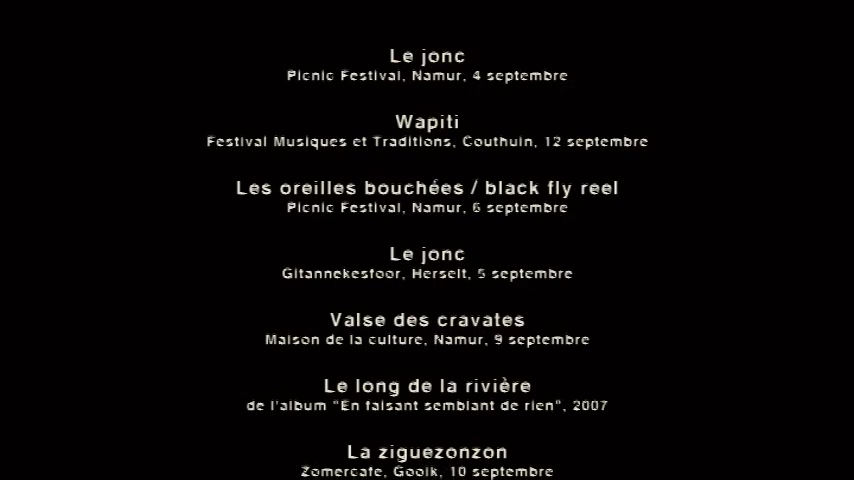 Le jonc
Picnic Festival, Namur, 4 septembre
Wapiti
Festival Musiques et Traditions, Couthuin, 12 septembre
Les oreilles bouchées / black fly reel
Picnic Festival, Namur, 6 septembre
Le jonc
Gitannekesfoor, Herselt, 5 septembre
Valse des cravates
Maison de la culture, Namur, 9 septembre
Le long de la rivière
de l'album "En faisant semblant de rien", 2007
La ziguezonzon
Zomercafe, Gooik, 10 septembre